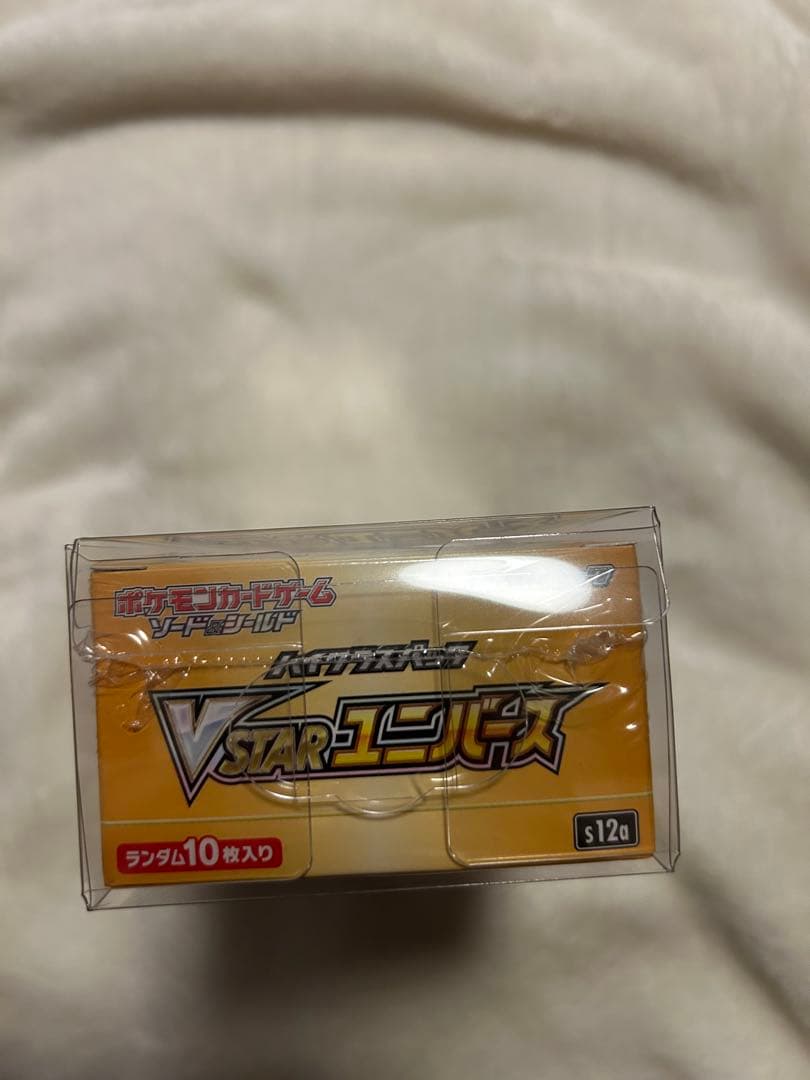 ポケモンカードゲーム
ソード&シールド
ハイクラスパック
VSTARユニバース
s12a
ランダム10枚入り